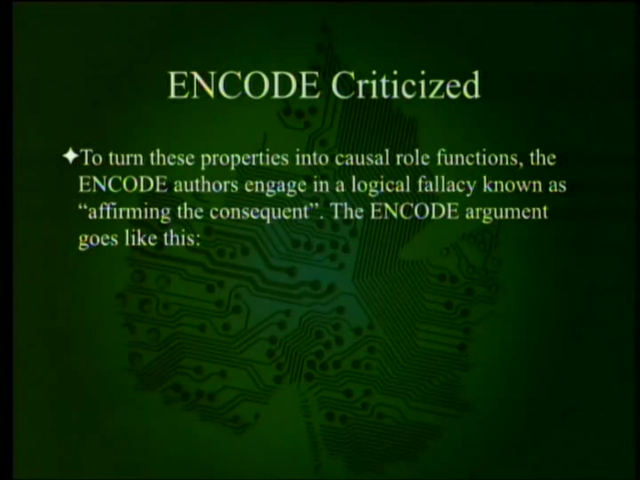 ENCODE Criticized
✦To turn these properties into causal role functions, the
ENCODE authors engage in a logical fallacy known as
“affirming the consequent”. The ENCODE argument
goes like this: